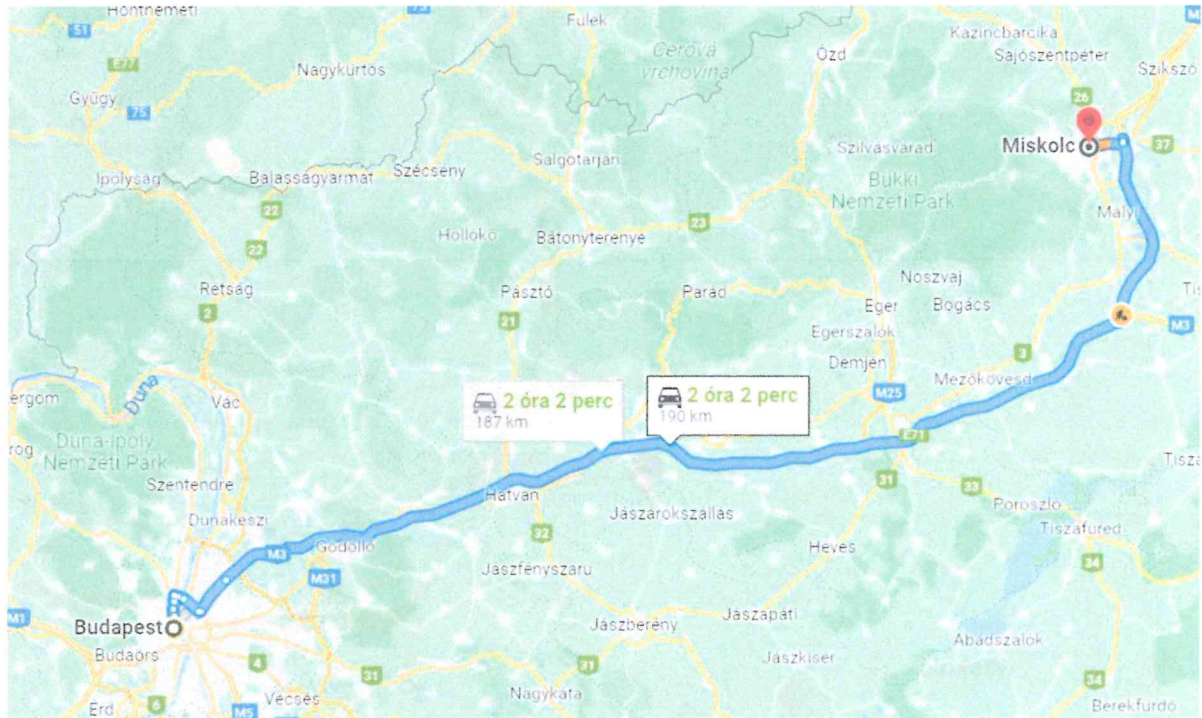 Hontnémeti
Fülek
Kazincbarcika
51
E77
Cerová
vrchovina
Ózd
Sajószentpéter
Nagykürtös
Szikszó
Gyügy
75
26
Miskolc
37
Szilvásvárad
Salgótarján
Ipolyság
Balassagyarmat
Szécsény
Bükki
Nemzeti Park
22
Mályi
23
Hollókő
Bátonyterenye
22
Noszvaj
Rétság
Pásztó
Parád
Eger
Bogács
2
21
Egerszalók
M3
3
Demjén
Mezőkövesd
Duna
M25
2 óra 2 perc
187 km
2 óra 2 perc
190 km
Vác
E71
Duna-Ipoly
Nemzeti Park
Szentendre
Hatvan
31
33
Poroszló
Dunakeszi
Jászárokszállás
Tiszafüred
32
M3
Gödöllő
Heves
M31
Jászfényszaru
34
Jászapáti
M1
Budapest
Jászberény
Abádszalók
Budaörs
Jászkisér
4
31
31
34
Vecsés
Nagykáta
Érd
6
M5
Berekfürdő